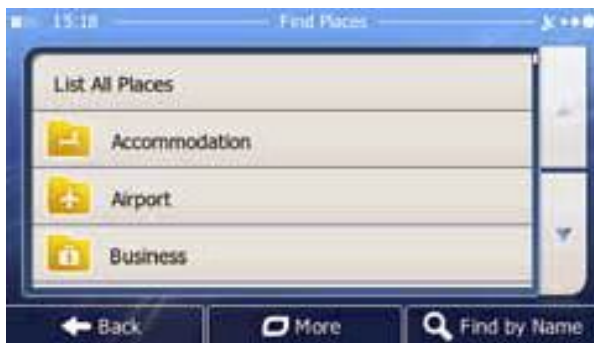 15:18 Find Places
List All Places
Accommodation
Airport
Business
Back More Find by Name